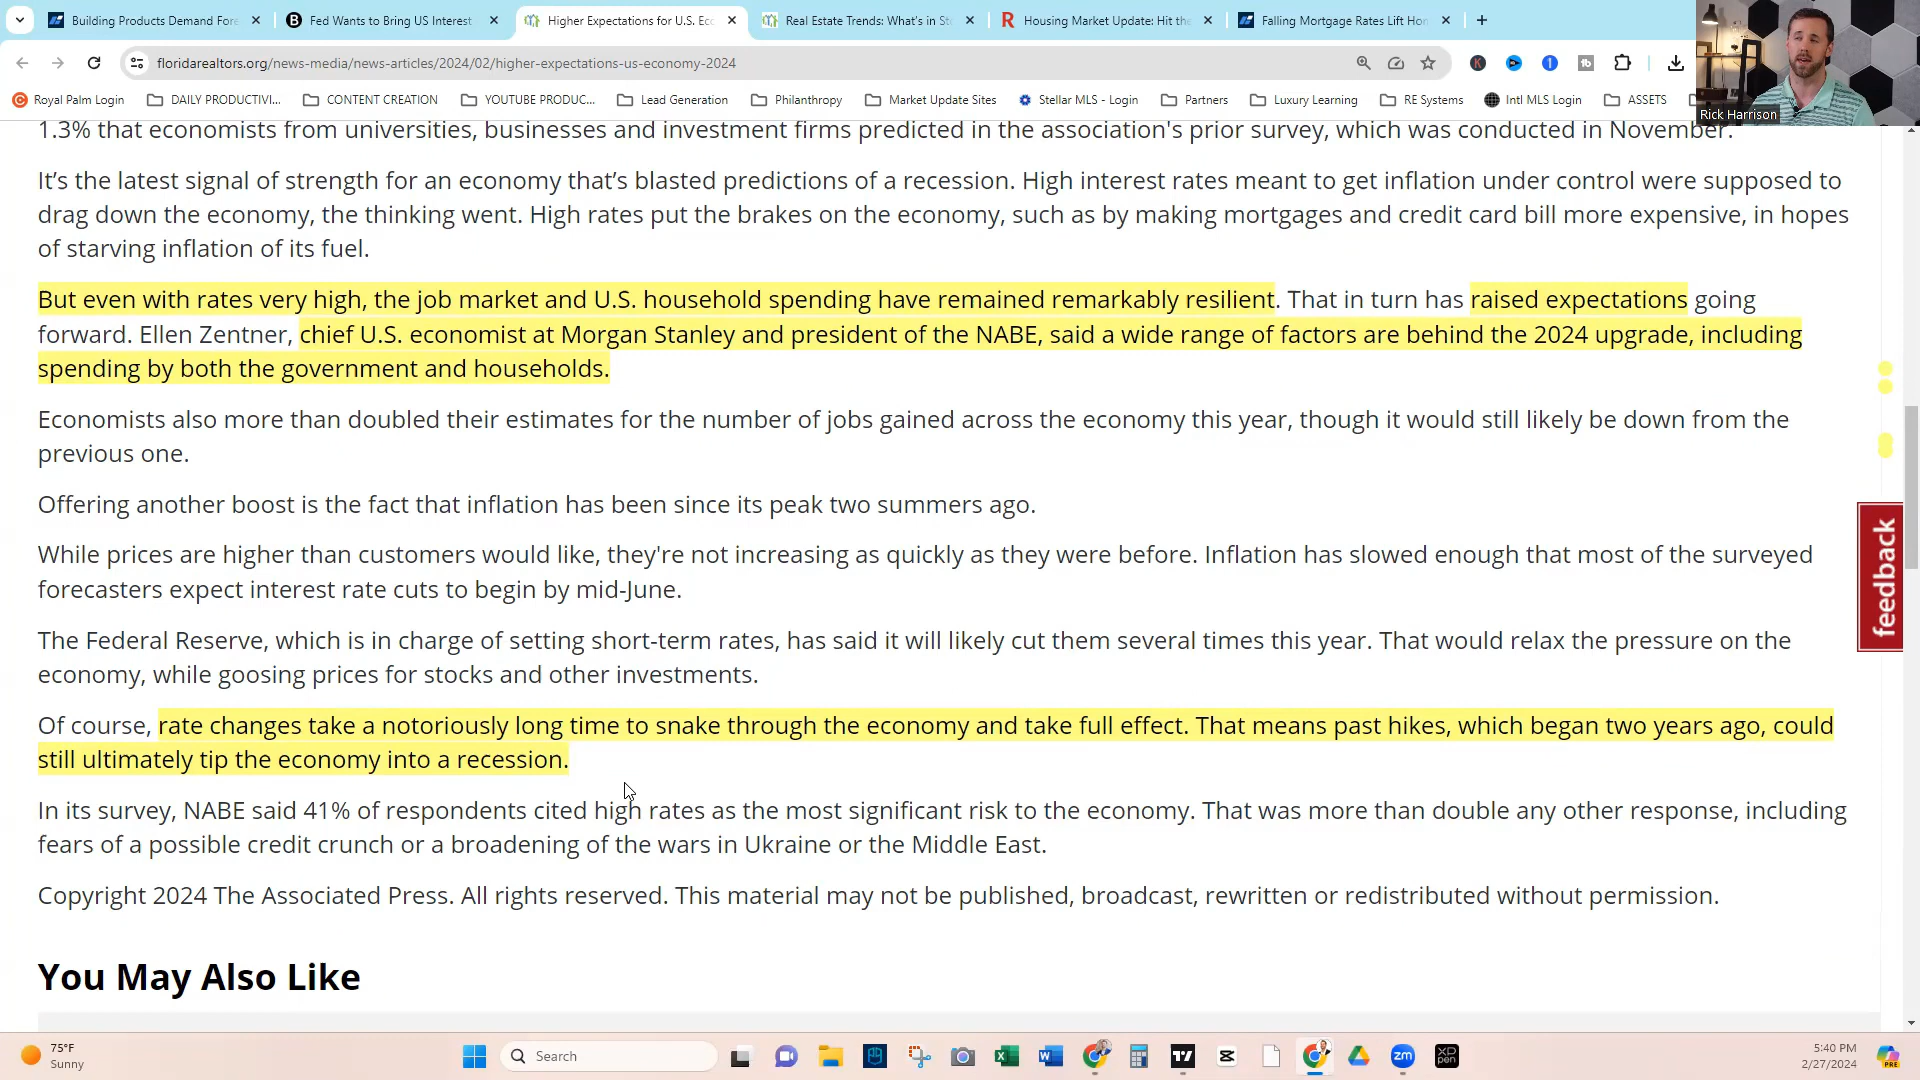 Building Products Demand Fore
Fed Wants to Bring US Interest
Higher Expectations for U.S. Ec
Real Estate Trends: What's in St
Housing Market Update: Hit the
Falling Mortgage Rates Lift Hon
floridarealtors.org/news-media/news-articles/2024/02/higher-expectations-us-economy-2024
Royal Palm Login
DAILY PRODUCTIVI...
CONTENT CREATION
YOUTUBE PRODUC...
Lead Generation
Philanthropy
Market Update Sites
Stellar MLS - Login
Partners
Luxury Learning
RE Systems
Intl MLS Login
ASSETS
Rick Harrison
1.3% that economists from universities, businesses and investment firms predicted in the association's prior survey, which was conducted in November.
It’s the latest signal of strength for an economy that’s blasted predictions of a recession. High interest rates meant to get inflation under control were supposed to
drag down the economy, the thinking went. High rates put the brakes on the economy, such as by making mortgages and credit card bill more expensive, in hopes
of starving inflation of its fuel.
But even with rates very high, the job market and U.S. household spending have remained remarkably resilient. That in turn has raised expectations going
forward. Ellen Zentner, chief U.S. economist at Morgan Stanley and president of the NABE, said a wide range of factors are behind the 2024 upgrade, including
spending by both the government and households.
Economists also more than doubled their estimates for the number of jobs gained across the economy this year, though it would still likely be down from the
previous one.
Offering another boost is the fact that inflation has been since its peak two summers ago.
While prices are higher than customers would like, they're not increasing as quickly as they were before. Inflation has slowed enough that most of the surveyed
forecasters expect interest rate cuts to begin by mid-June.
The Federal Reserve, which is in charge of setting short-term rates, has said it will likely cut them several times this year. That would relax the pressure on the
economy, while goosing prices for stocks and other investments.
Of course, rate changes take a notoriously long time to snake through the economy and take full effect. That means past hikes, which began two years ago, could
still ultimately tip the economy into a recession.
In its survey, NABE said 41% of respondents cited high rates as the most significant risk to the economy. That was more than double any other response, including
fears of a possible credit crunch or a broadening of the wars in Ukraine or the Middle East.
Copyright 2024 The Associated Press. All rights reserved. This material may not be published, broadcast, rewritten or redistributed without permission.
You May Also Like
feedback
75°F
Sunny
Search
zm
XP
pen
5:40 PM
2/27/2024
PRE